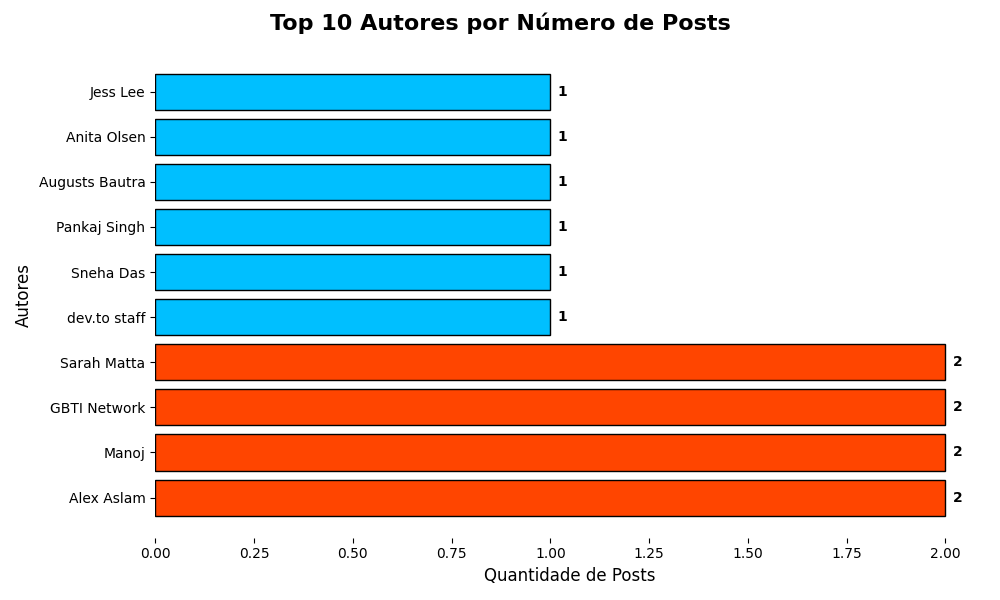 Top 10 Autores por Número de Posts
Autores
Jess Lee 1
Anita Olsen 1
Augusts Bautra 1
Pankaj Singh 1
Sneha Das 1
dev.to staff 1
Sarah Matta 2
GBTI Network 2
Manoj 2
Alex Aslam 2
0.00 0.25 0.50 0.75 1.00 1.25 1.50 1.75 2.00
Quantidade de Posts